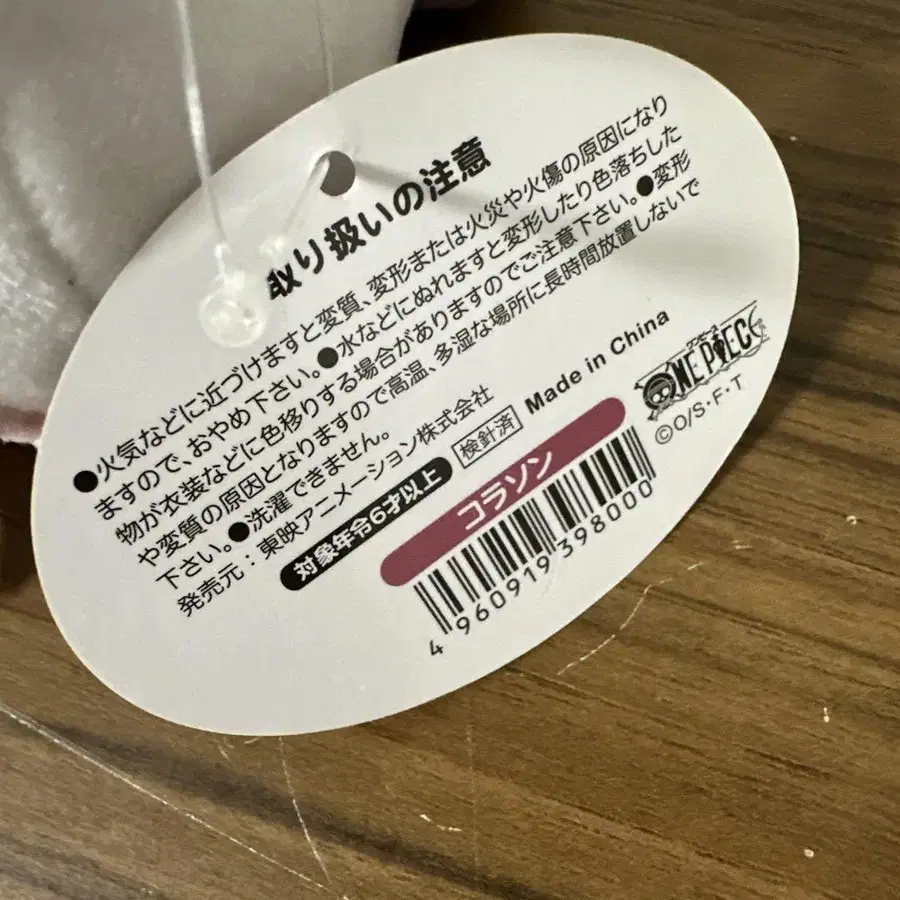 取り扱いの注意
●火気などに近づけますと変質、変形または火災や火傷の原因になり
ますので、おやめ下さい。●水などにぬれますと変形したり色落ちした
物が衣装などに色移りする場合がありますのでご注意下さい。●変形
や変質の原因となりますので高温、多湿な場所に長時間放置しないで
下さい。●洗濯できません。
発売元：東映アニメーション株式会社
対象年令6才以上
検針済
Made in China
コラソン
4 960919 398000
ワンピース
ONE PIECE
©O/S・F・T